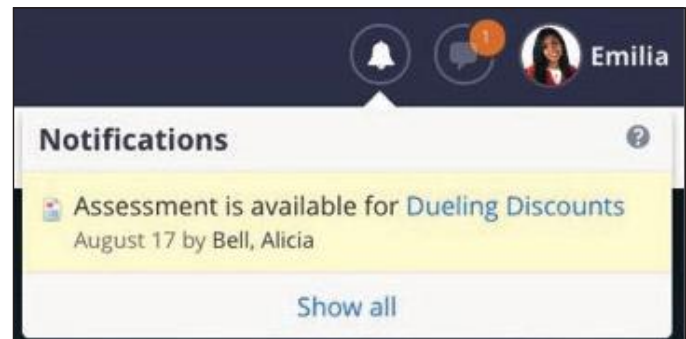 1
Emilia
Notifications
?
Assessment is available for Dueling Discounts
August 17 by Bell, Alicia
Show all